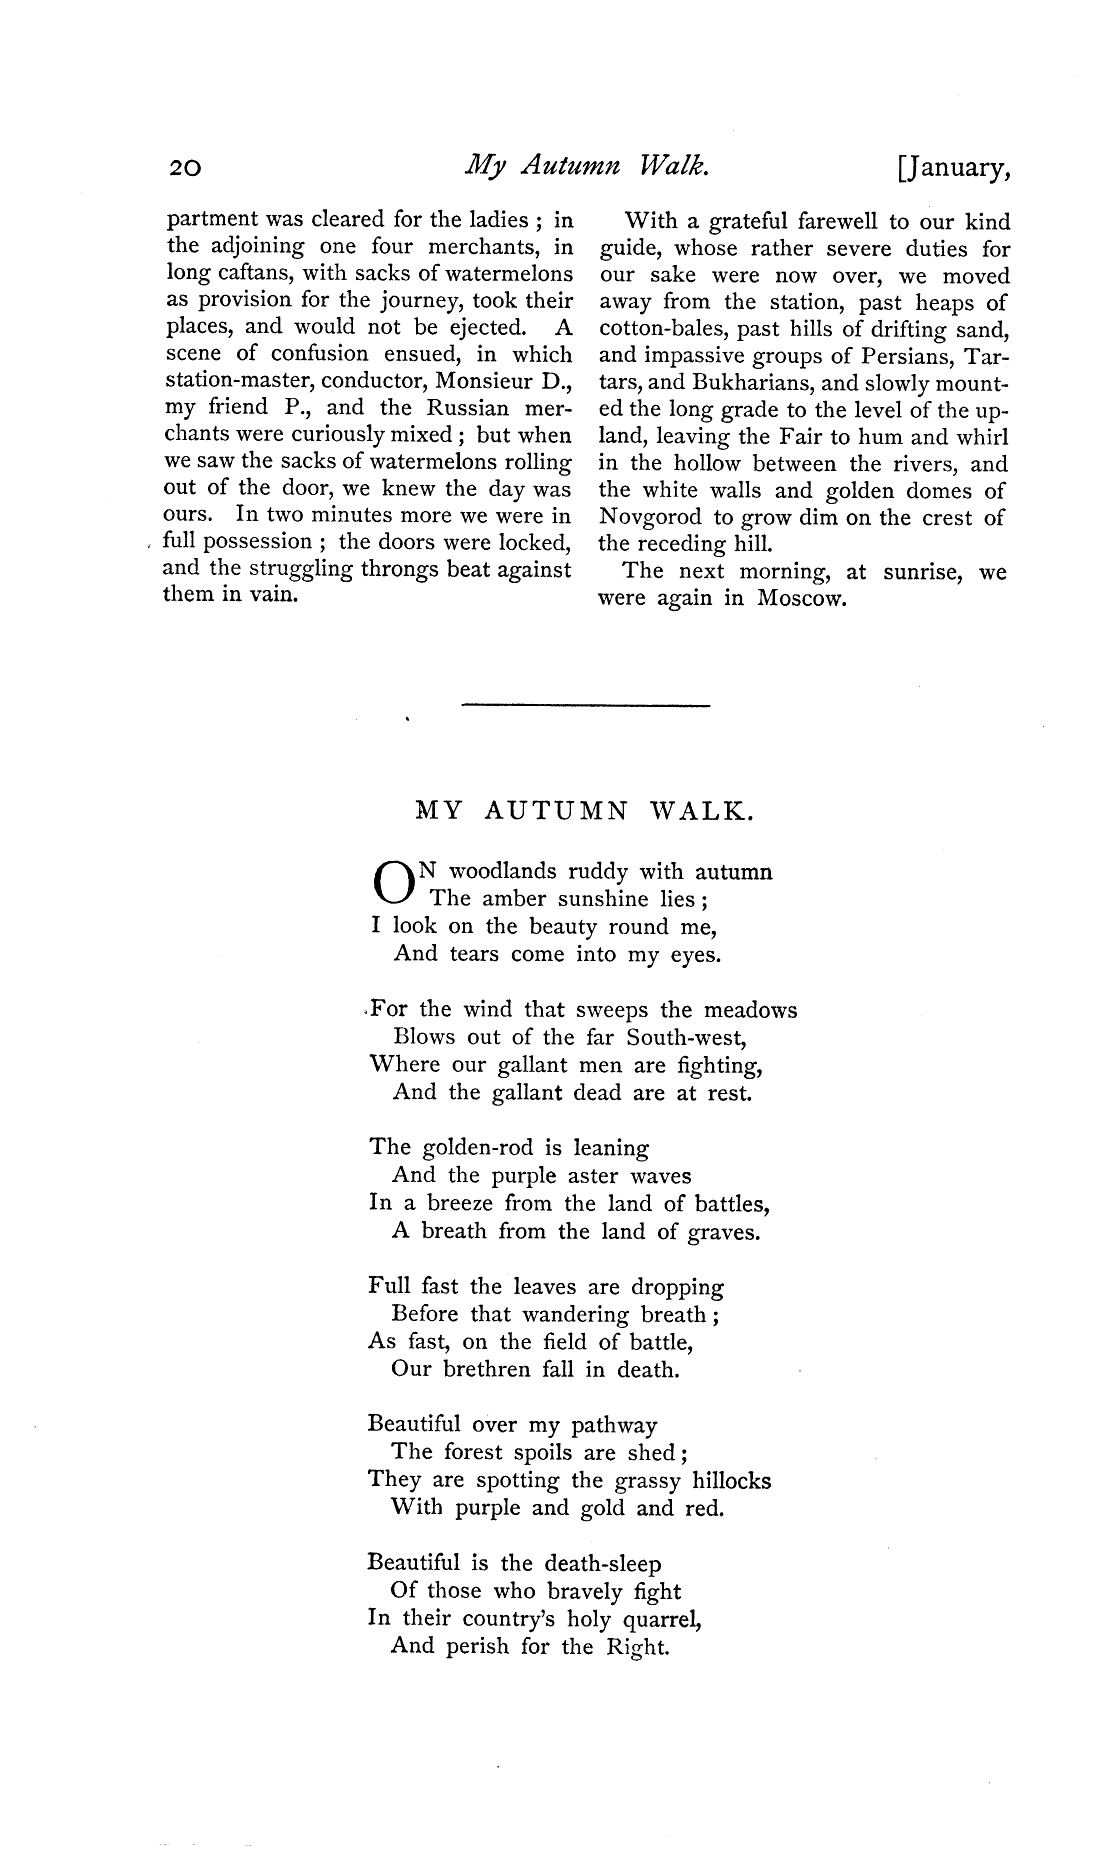 20 My Autumn Walk. [January,
partment was cleared for the ladies ; in
the adjoining one four merchants, in
long caftans, with sacks of watermelons
as provision for the journey, took their
places, and would not be ejected. A
scene of confusion ensued, in which
station-master, conductor, Monsieur D.,
my friend P., and the Russian mer-
chants were curiously mixed ; but when
we saw the sacks of watermelons rolling
out of the door, we knew the day was
ours. In two minutes more we were in
full possession ; the doors were locked,
and the struggling throngs beat against
them in vain.
With a grateful farewell to our kind
guide, whose rather severe duties for
our sake were now over, we moved
away from the station, past heaps of
cotton-bales, past hills of drifting sand,
and impassive groups of Persians, Tar-
tars, and Bukharians, and slowly mount-
ed the long grade to the level of the up-
land, leaving the Fair to hum and whirl
in the hollow between the rivers, and
the white walls and golden domes of
Novgorod to grow dim on the crest of
the receding hill.
The next morning, at sunrise, we
were again in Moscow.
MY AUTUMN WALK.
ON woodlands ruddy with autumn
The amber sunshine lies ;
I look on the beauty round me,
And tears come into my eyes.
For the wind that sweeps the meadows
Blows out of the far South-west,
Where our gallant men are fighting,
And the gallant dead are at rest.
The golden-rod is leaning
And the purple aster waves
In a breeze from the land of battles,
A breath from the land of graves.
Full fast the leaves are dropping
Before that wandering breath ;
As fast, on the field of battle,
Our brethren fall in death.
Beautiful over my pathway
The forest spoils are shed ;
They are spotting the grassy hillocks
With purple and gold and red.
Beautiful is the death-sleep
Of those who bravely fight
In their country's holy quarrel,
And perish for the Right.